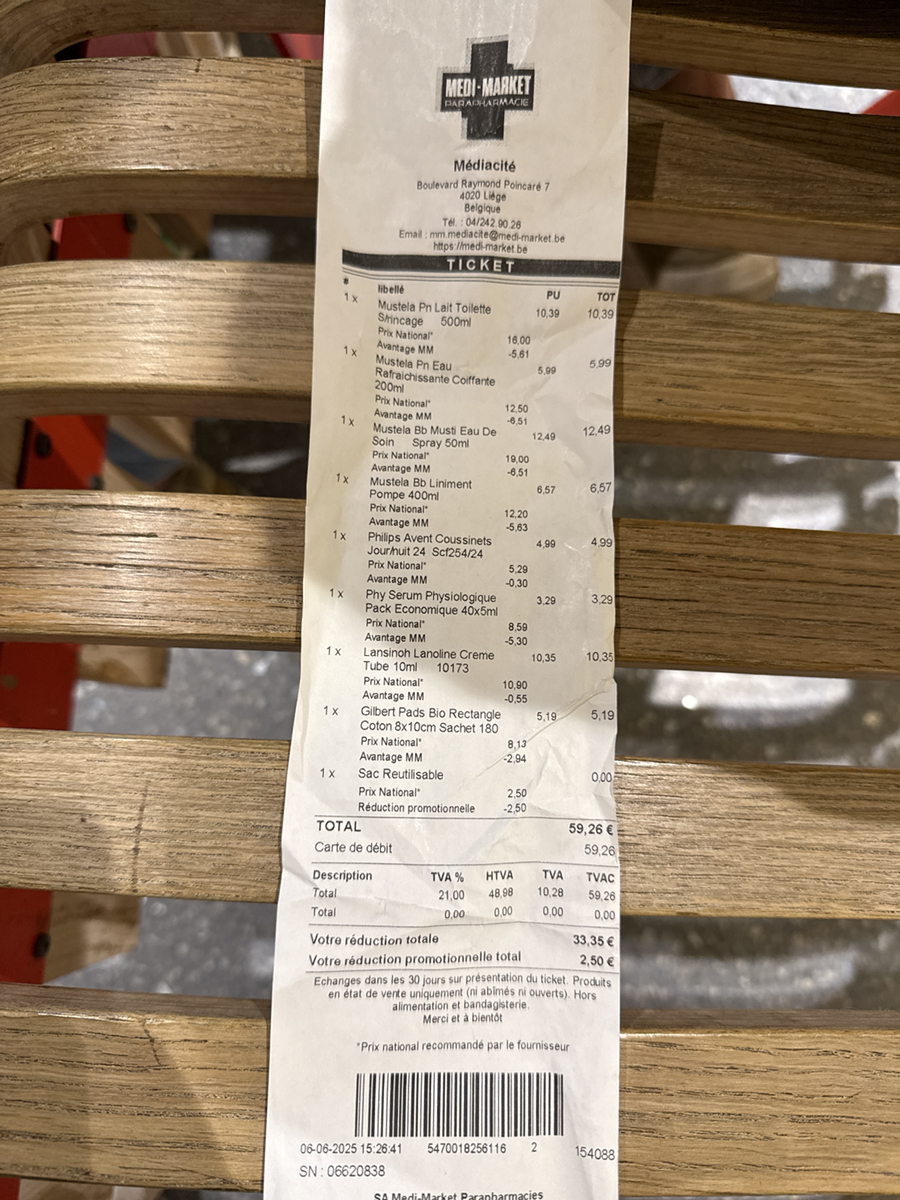 MEDI-MARKET
PARAPHARMACIE
Médiacité
Boulevard Raymond Poincaré 7
4020 Liége
Belgique
Tél. : 04/242.90.26
Email : mm.mediacite@medi-market.be
https://medi-market.be
TICKET
# libellé PU TOT
1 x Mustela Pn Lait Toilette 10,39 10,39
S/rincage 500ml
Prix National* 16,00
Avantage MM -5,61
1 x Mustela Pn Eau 5,99 5,99
Rafraichissante Coiffante
200ml
Prix National* 12,50
Avantage MM -6,51
1 x Mustela Bb Musti Eau De 12,49 12,49
Soin Spray 50ml
Prix National* 19,00
Avantage MM -6,51
1 x Mustela Bb Liniment 6,57 6,57
Pompe 400ml
Prix National* 12,20
Avantage MM -5,63
1 x Philips Avent Coussinets 4,99 4,99
Jour/nuit 24 Scf254/24
Prix National* 5,29
Avantage MM -0,30
1 x Phy Serum Physiologique 3,29 3,29
Pack Economique 40x5ml
Prix National* 8,59
Avantage MM -5,30
1 x Lansinoh Lanoline Creme 10,35 10,35
Tube 10ml 10173
Prix National* 10,90
Avantage MM -0,55
1 x Gilbert Pads Bio Rectangle 5,19 5,19
Coton 8x10cm Sachet 180
Prix National* 8,13
Avantage MM -2,94
1 x Sac Reutilisable 0,00
Prix National* 2,50
Réduction promotionnelle -2,50
TOTAL 59,26 €
Carte de débit 59,26
Description TVA % HTVA TVA TVAC
Total 21,00 48,98 10,28 59,26
Total 0,00 0,00 0,00 0,00
Votre réduction totale 33,35 €
Votre réduction promotionnelle total 2,50 €
Echanges dans les 30 jours sur présentation du ticket. Produits
en état de vente uniquement (ni abîmés ni ouverts). Hors
alimentation et bandagisterie.
Merci et à bientôt
*Prix national recommandé par le fournisseur
06-06-2025 15:26:41 5470018256116 2 154088
SN : 06620838
SA Medi-Market Parapharmacies